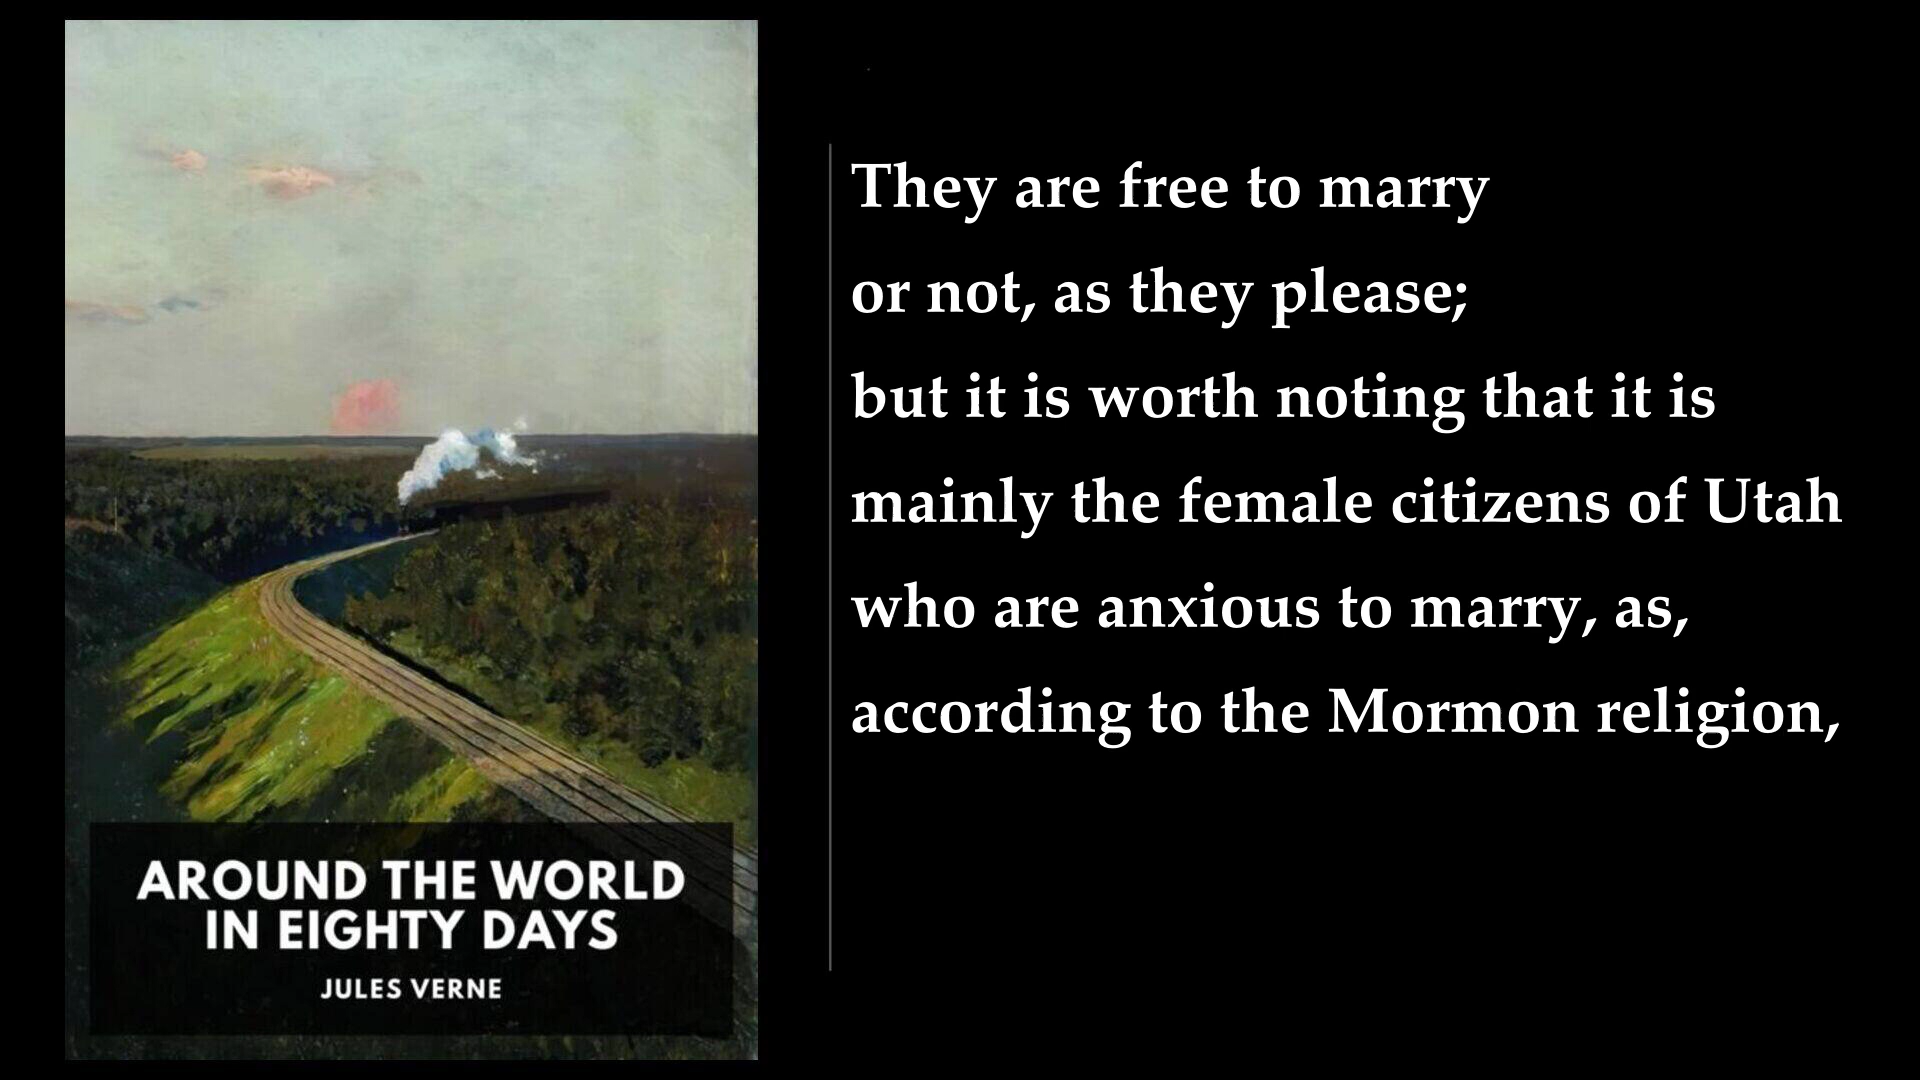 They are free to marry
or not, as they please;
but it is worth noting that it is
mainly the female citizens of Utah
who are anxious to marry, as,
according to the Mormon religion,
AROUND THE WORLD
IN EIGHTY DAYS
JULES VERNE